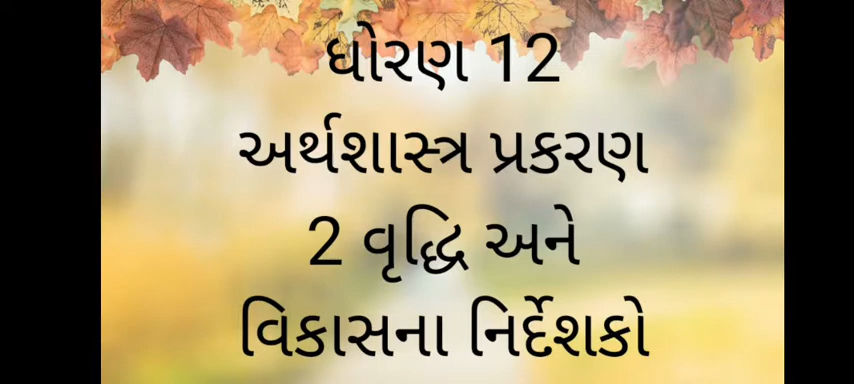 ધોરણ 12
અર્થશાસ્ત્ર પ્રકરણ
2 વૃદ્ધિ અને
વિકાસના નિર્દેશકો